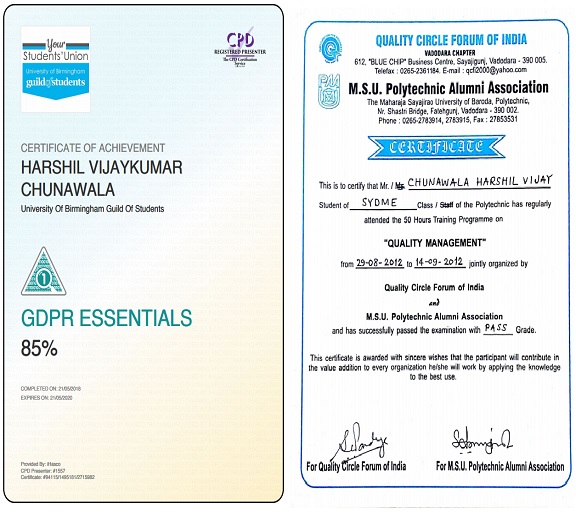 Your
Students' Union
University of Birmingham
guild of students
CPD
REGISTERED PRESENTER
The CPD Certification
Service
CERTIFICATE OF ACHIEVEMENT
HARSHIL VIJAYKUMAR
CHUNAWALA
University Of Birmingham Guild Of Students
1
GDPR ESSENTIALS
85%
COMPLETED ON: 21/05/2018
EXPIRES ON: 21/05/2020
Provided By: iHasco
CPD Presenter: #1557
Certificate: #94115/1495181/2715982
QUALITY CIRCLE FORUM OF INDIA
VADODARA CHAPTER
612, "BLUE CHIP" Business Centre, Sayajigunj, Vadodara - 390 005.
Telefax : 0265-2361184. E-mail : qcfi2000@yahoo.com
M.S.U. Polytechnic Alumni Association
The Maharaja Sayajirao University of Baroda, Polytechnic,
Nr. Shastri Bridge, Fatehgunj, Vadodara - 390 002.
Phone : 0265-2783914, 2783915, Fax : 27853531
CERTIFICATE
This is to certify that Mr. / Ms. CHUNAWALA HARSHIL VIJAY
Student of SYDME Class / Staff of the Polytechnic has regularly
attended the 50 Hours Training Programme on
"QUALITY MANAGEMENT"
from 29-08-2012 to 14-09-2012 jointly organized by
Quality Circle Forum of India
and
M.S.U. Polytechnic Alumni Association
and has successfully passed the examination with PASS Grade.
This certificate is awarded with sincere wishes that the participant will contribute in
the value addition to every organization he/she will work by applying the knowledge
to the best use.
For Quality Circle Forum of India
For M.S.U. Polytechnic Alumni Association